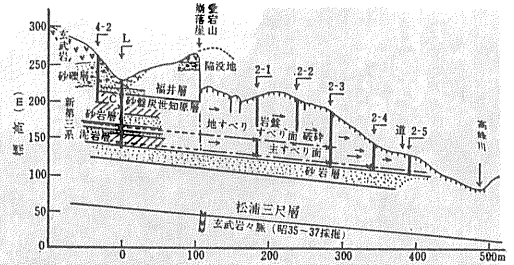 標高(m)
300
250
200
150
100
50
0
500m
400
300
200
100
0
100
4-2
L
愛宕山
崩落崖
陥没地
2-1
2-2
2-3
2-4
道
2-5
玄武岩
砂礫層
福井層
砂盤炭世知原層
新第三系
砂岩層
泥岩層
地すべり
岩盤
すべり面
破砕
主すべり面
砂岩層
松浦三尺層
玄武岩々脈(昭35~37採掘)